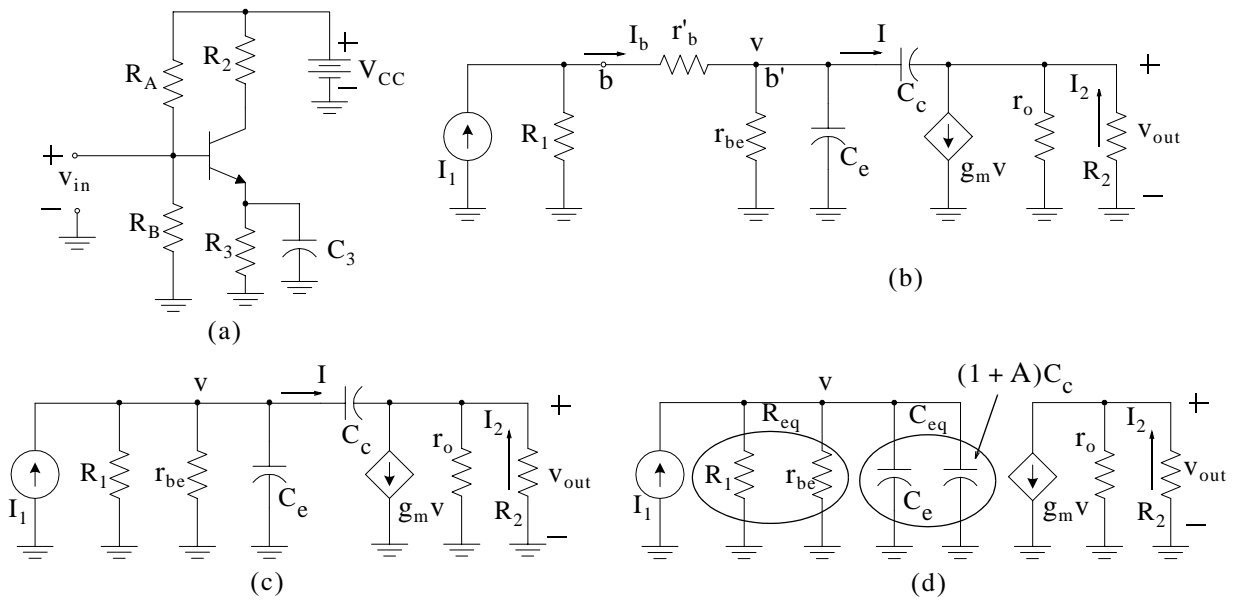 R_A
R_2
+
V_CC
−
+
v_in
−
R_B
R_3
C_3
(a)
I_b
r'_b
v
I
b
b'
C_c
I_1
R_1
r_be
C_e
g_m v
r_o
I_2
R_2
+
v_out
−
(b)
v
I
C_c
I_1
R_1
r_be
C_e
g_m v
r_o
I_2
R_2
+
v_out
−
(c)
v
(1 + A)C_c
R_eq
C_eq
I_1
R_1
r_be
C_e
g_m v
r_o
I_2
R_2
+
v_out
−
(d)